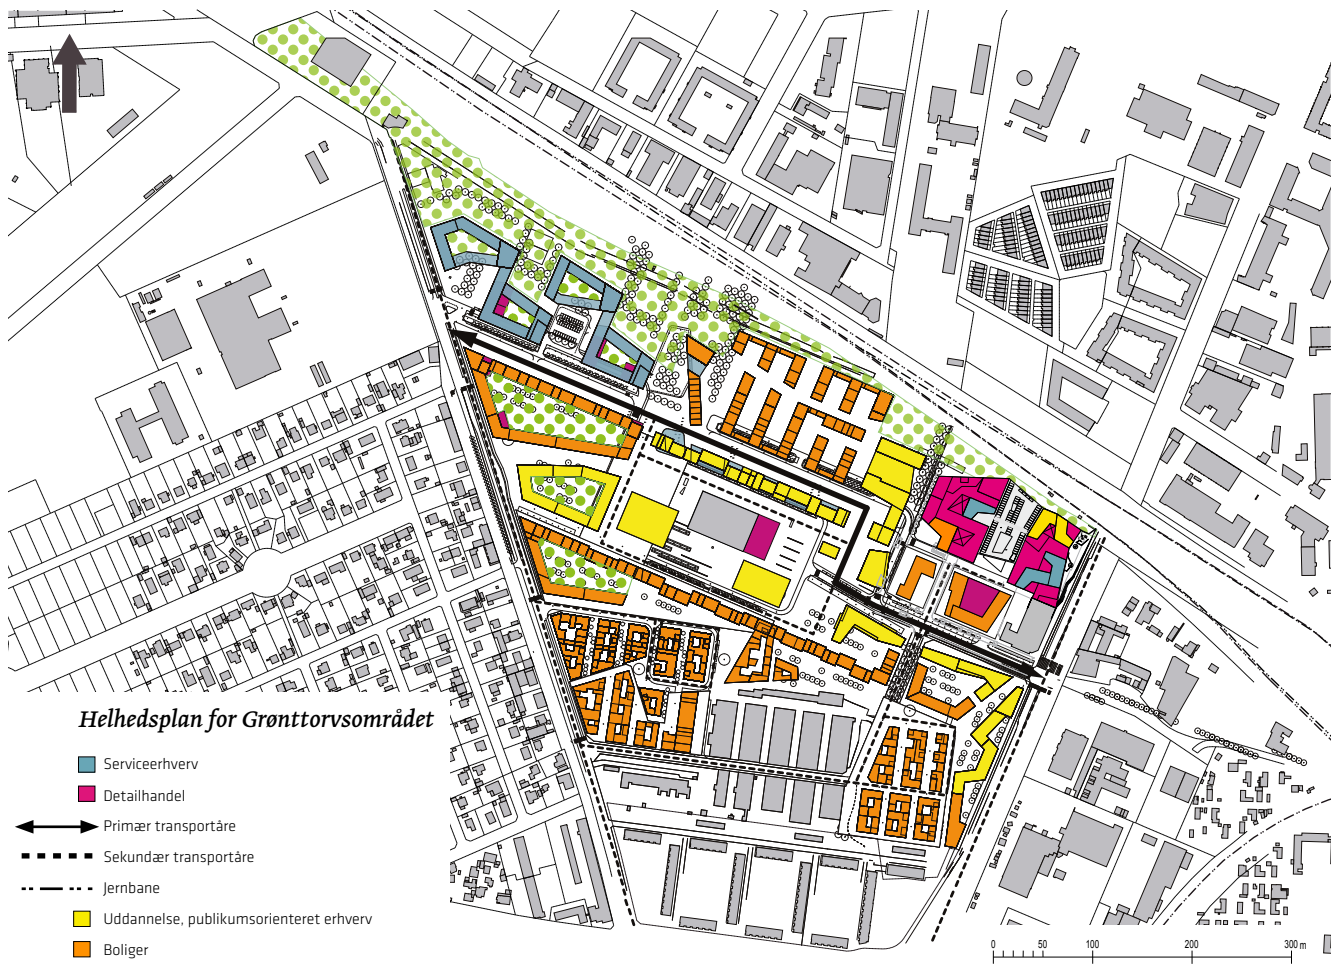 Helhedsplan for Grønttorvsområdet
Serviceerhverv
Detailhandel
Primær transportåre
Sekundær transportåre
Jernbane
Uddannelse, publikumsorienteret erhverv
Boliger
0 50 100 200 300 m